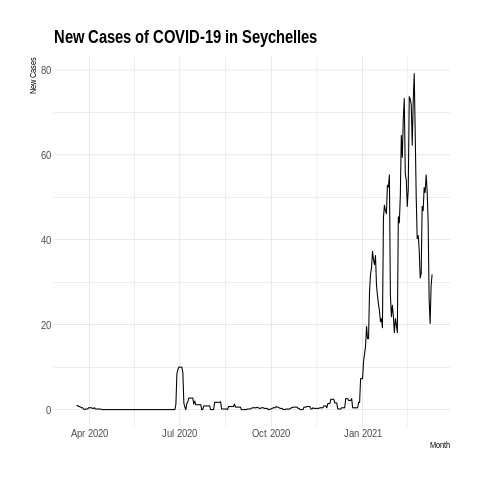 New Cases of COVID-19 in Seychelles
New Cases
80
60
40
20
0
Apr 2020 Jul 2020 Oct 2020 Jan 2021
Month